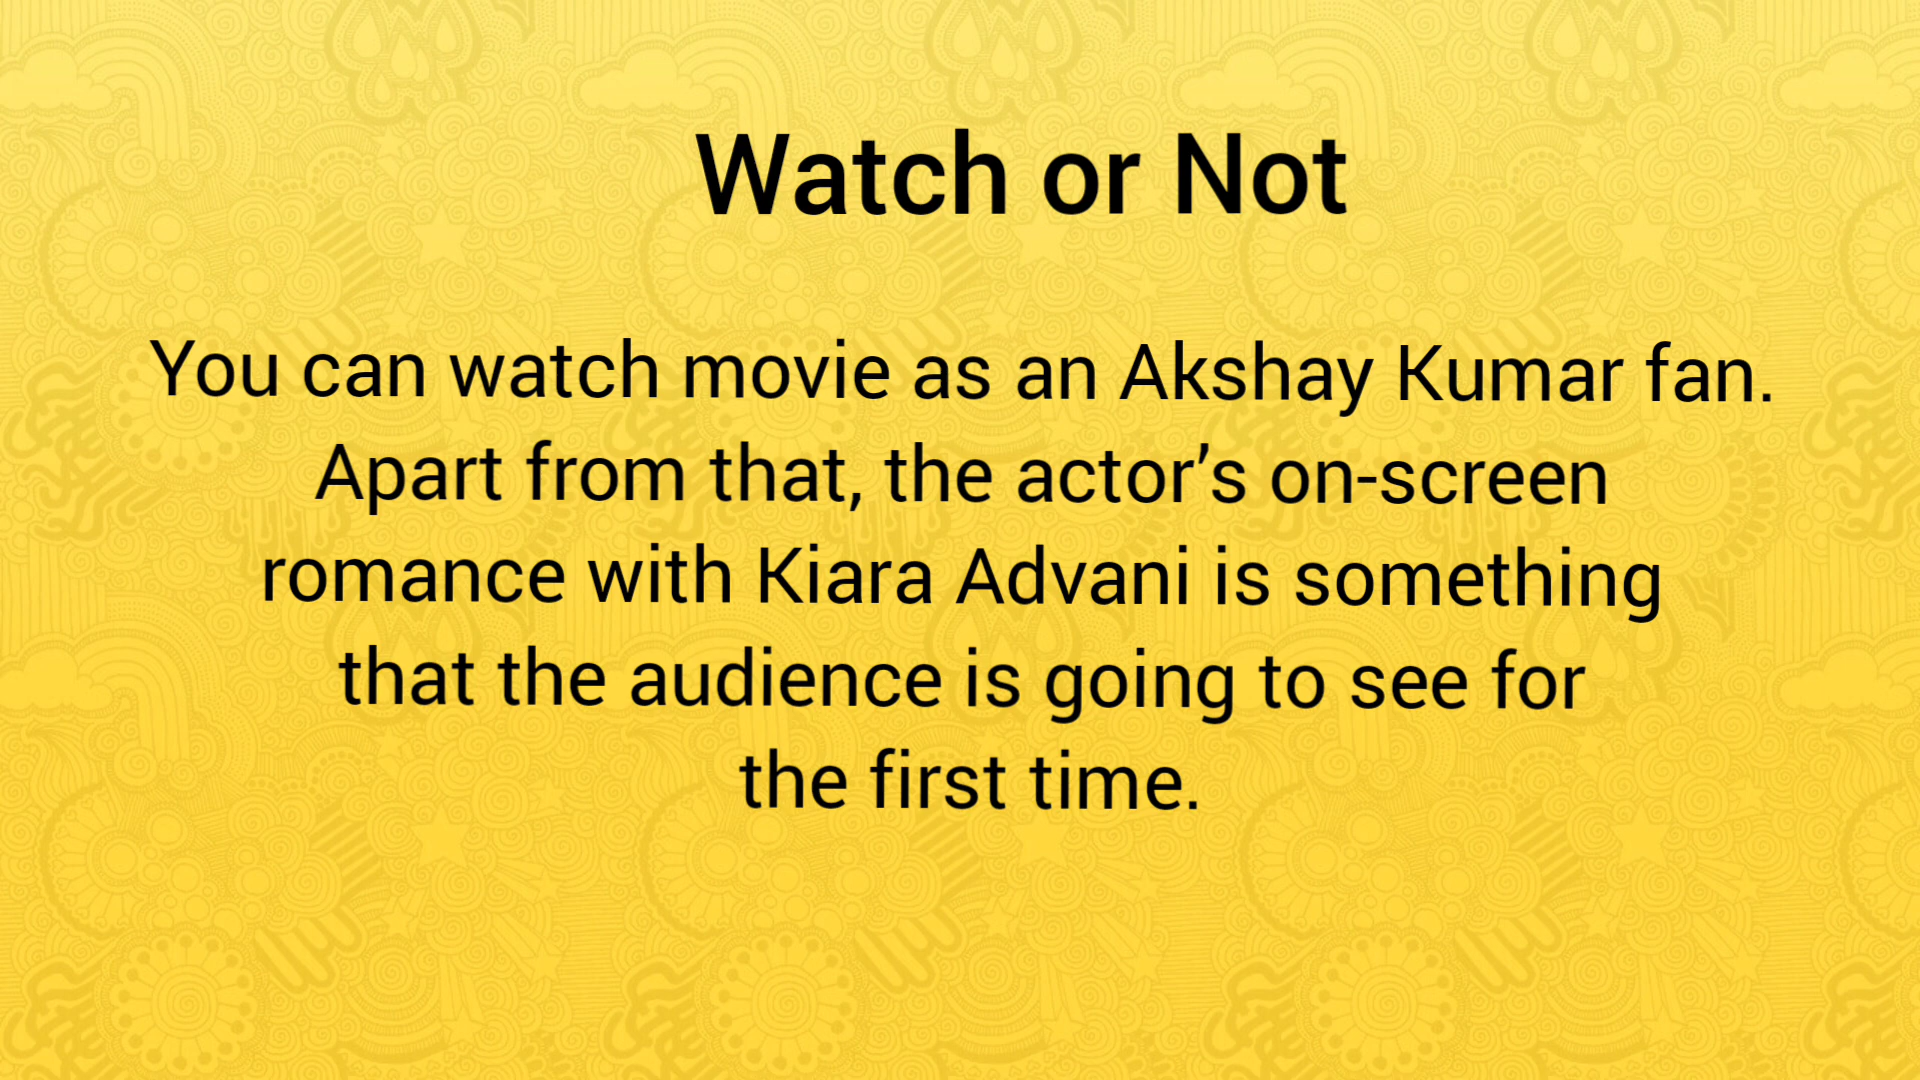 Watch or Not
You can watch movie as an Akshay Kumar fan.
Apart from that, the actor’s on-screen
romance with Kiara Advani is something
that the audience is going to see for
the first time.